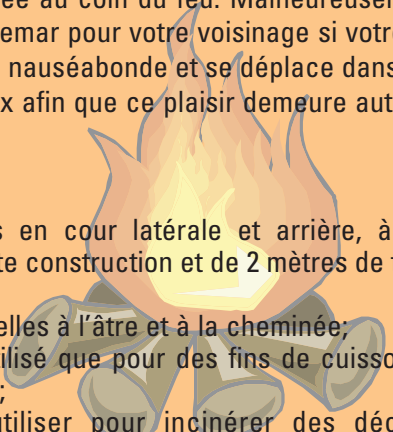 ée au coin du feu. Malheureuse
emar pour votre voisinage si votre
nauséabonde et se déplace dans
x afin que ce plaisir demeure aut
s en cour latérale et arrière, à
te construction et de 2 mètres de
elles à l'âtre et à la cheminée;
ilisé que pour des fins de cuisso
;
utiliser pour incinérer des déc